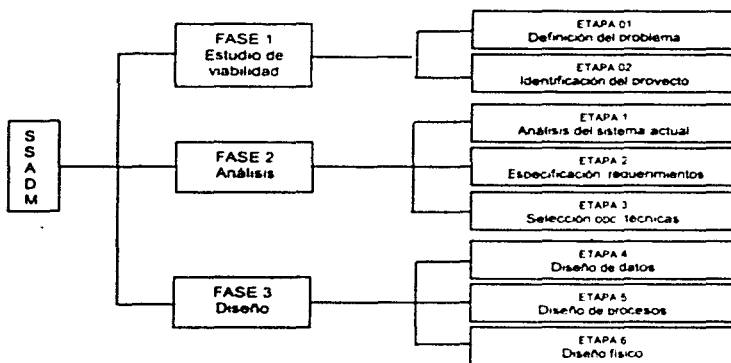 SSADM
FASE 1
Estudio de
viabilidad
ETAPA 01
Definición del problema
ETAPA 02
Identificación del proyecto
FASE 2
Análisis
ETAPA 1
Análisis del sistema actual
ETAPA 2
Especificación requerimientos
ETAPA 3
Selección opc. técnicas
FASE 3
Diseño
ETAPA 4
Diseño de datos
ETAPA 5
Diseño de procesos
ETAPA 6
Diseño físico